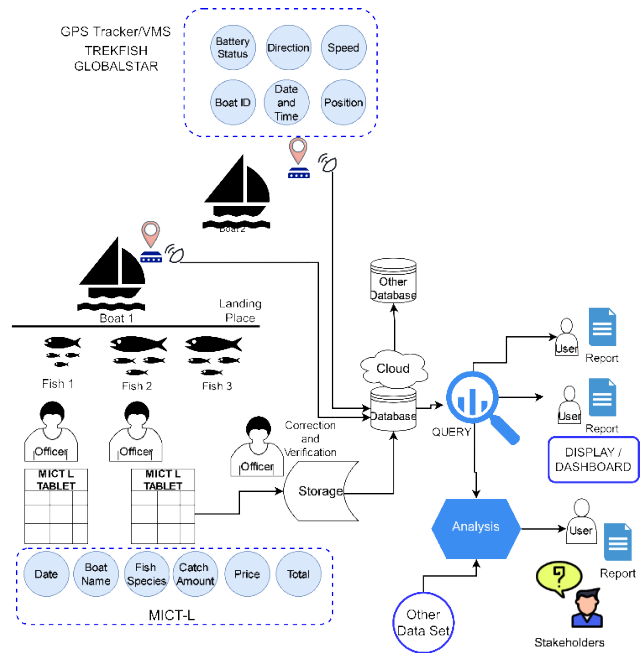 GPS Tracker/VMS
TREKFISH
GLOBALSTAR
Battery
Status
Direction
Speed
Boat ID
Date
and
Time
Position
Boat 2
Boat 1
Landing
Place
Other
Database
Cloud
Database
Fish 1
Fish 2
Fish 3
Officer
Officer
Officer
Correction
and
Verification
MICT L
TABLET
MICT L
TABLET
Storage
QUERY
User
Report
User
Report
DISPLAY /
DASHBOARD
Analysis
User
Report
Other
Data Set
?
Stakeholders
Date
Boat
Name
Fish
Species
Catch
Amount
Price
Total
MICT-L